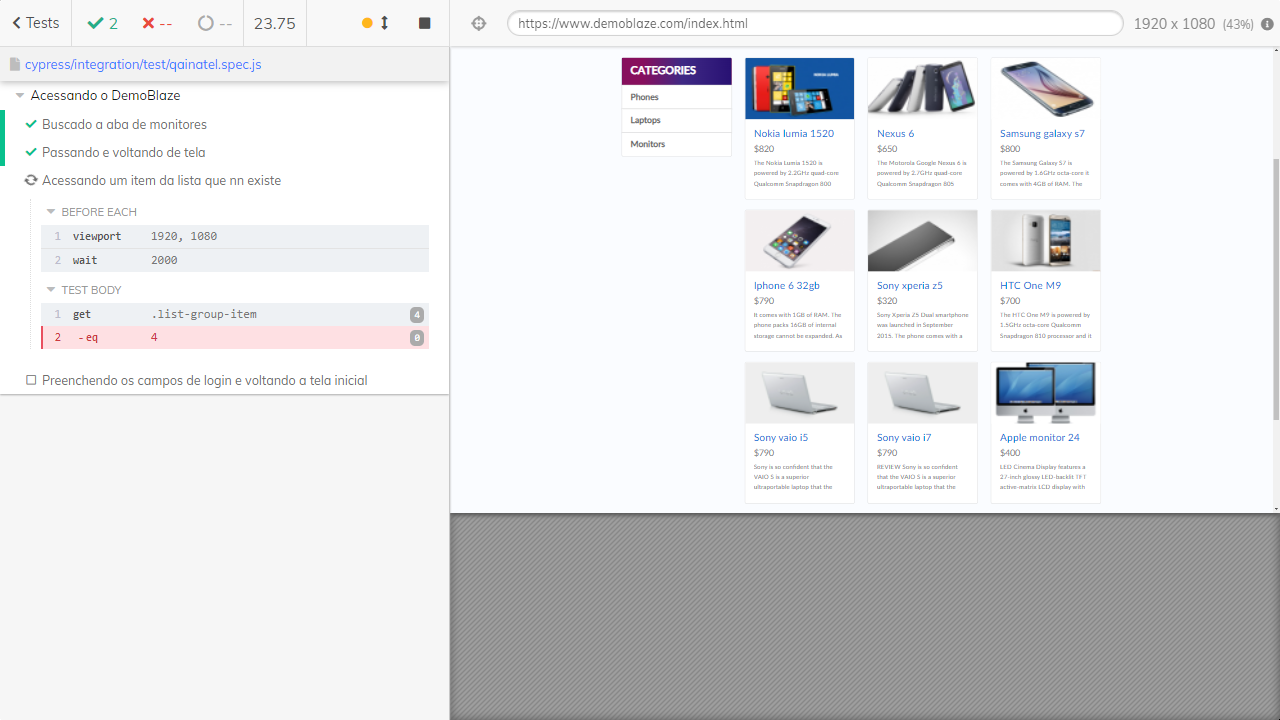 Tests
2
--
--
23.75
https://www.demoblaze.com/index.html
1920 x 1080 (43%)
cypress/integration/test/qainatel.spec.js
Acessando o DemoBlaze
Buscando aba de monitores
Passando e voltando de tela
Acessando um item da lista que nn existe
BEFORE EACH
1 viewport 1920, 1080
2 wait 2000
TEST BODY
1 get .list-group-item 4
- eq 4 0
Preenchendo os campos de login e voltando a tela inicial
CATEGORIES
Phones
Laptops
Monitors
NOKIA LUMIA
Nokia lumia 1520
$820
The Nokia Lumia 1520 is
powered by 2.2GHz quad-core
Qualcomm Snapdragon 800
Nexus 6
$650
The Motorola Google Nexus 6 is
powered by 2.7GHz quad-core
Qualcomm Snapdragon 805
Samsung galaxy s7
$800
The Samsung Galaxy S7 is
powered by 1.6GHz octa-core it
comes with 4GB of RAM. The
Iphone 6 32gb
$790
It comes with 1GB of RAM. The
phone packs 16GB of internal
storage cannot be expanded. As
Sony xperia z5
$320
Sony Xperia Z5 Dual smartphone
was launched in September
2015. The phone comes with a
HTC One M9
$700
The HTC One M9 is powered by
1.5GHz octa-core Qualcomm
Snapdragon 810 processor and it
Sony vaio i5
$790
Sony is so confident that the
VAIO S is a superior
ultraportable laptop that the
Sony vaio i7
$790
REVIEW Sony is so confident
that the VAIO S is a superior
ultraportable laptop that the
Apple monitor 24
$400
LED Cinema Display features a
27-inch glossy LED-backlit TFT
active-matrix LCD display with